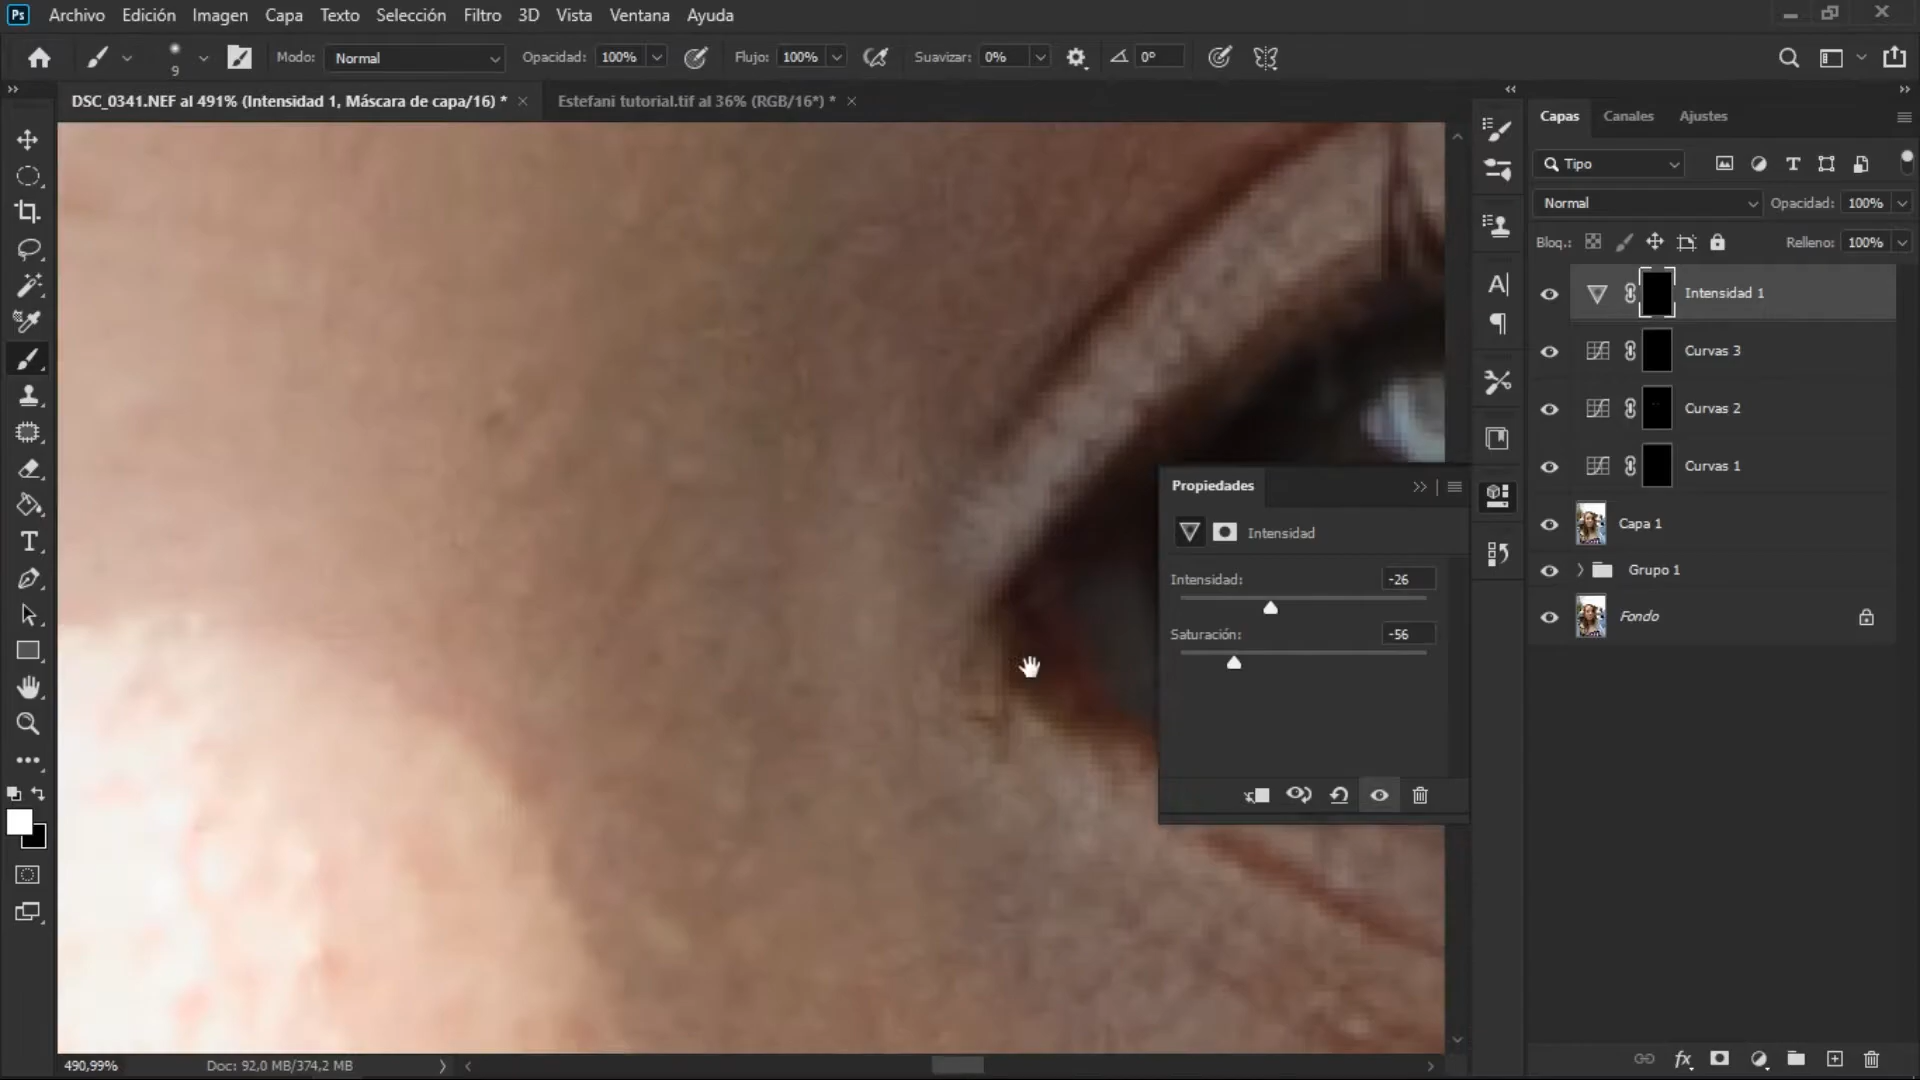 Ps Archivo Edición Imagen Capa Texto Selección Filtro 3D Vista Ventana Ayuda
9 Modo: Normal Opacidad: 100% Flujo: 100% Suavizar: 0% 0°
DSC_0341.NEF al 491% (Intensidad 1, Máscara de capa/16) * Estefani tutorial.tif al 36% (RGB/16*) *
Capas Canales Ajustes
Tipo
Normal Opacidad: 100%
Bloq.: Relleno: 100%
Intensidad 1
Curvas 3
Curvas 2
Curvas 1
Capa 1
Grupo 1
Fondo
Propiedades
Intensidad
Intensidad: -26
Saturación: -56
490,99% Doc: 92,0 MB/374,2 MB